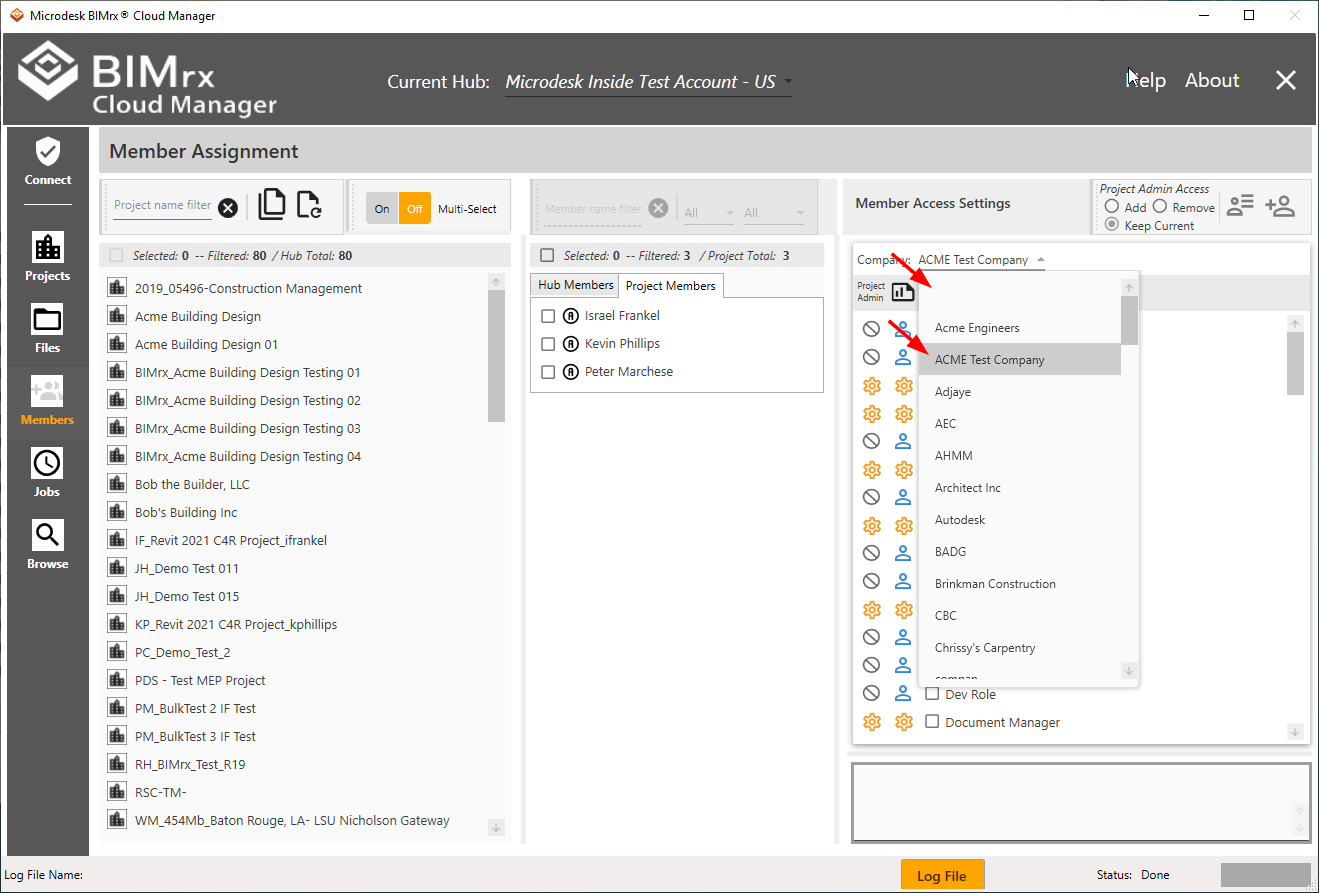 Microdesk BIMrx® Cloud Manager
BIMrx
Cloud Manager
Current Hub: Microdesk Inside Test Account - US
Help About
Connect
Projects
Files
Members
Jobs
Browse
Member Assignment
Project name filter
On Off Multi-Select
Selected: 0 -- Filtered: 80 / Hub Total: 80
2019_05496-Construction Management
Acme Building Design
Acme Building Design 01
BIMrx_Acme Building Design Testing 01
BIMrx_Acme Building Design Testing 02
BIMrx_Acme Building Design Testing 03
BIMrx_Acme Building Design Testing 04
Bob the Builder, LLC
Bob's Building Inc
IF_Revit 2021 C4R Project_ifrankel
JH_Demo Test 011
JH_Demo Test 015
KP_Revit 2021 C4R Project_kphillips
PC_Demo_Test_2
PDS - Test MEP Project
PM_BulkTest 2 IF Test
PM_BulkTest 3 IF Test
RH_BIMrx_Test_R19
RSC-TM-
WM_454Mb_Baton Rouge, LA- LSU Nicholson Gateway
Member name filter
All All
Selected: 0 -- Filtered: 3 / Project Total: 3
Hub Members Project Members
Israel Frankel
Kevin Phillips
Peter Marchese
Member Access Settings
Project Admin Access
Add Remove
Keep Current
Company: ACME Test Company
Project
Admin
Acme Engineers
ACME Test Company
Adjaye
AEC
AHMM
Architect Inc
Autodesk
BADG
Brinkman Construction
CBC
Chrissy's Carpentry
Dev Role
Document Manager
Log File Name:
Log File
Status: Done